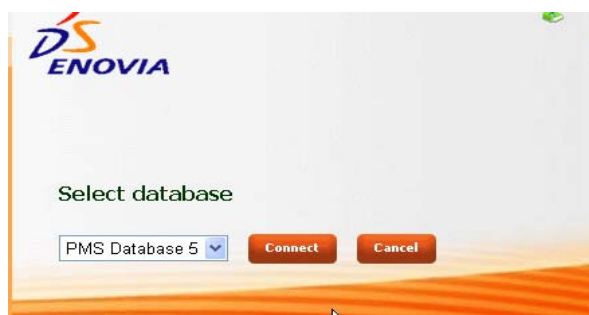 DS
ENOVIA
Select database
PMS Database 5
Connect
Cancel